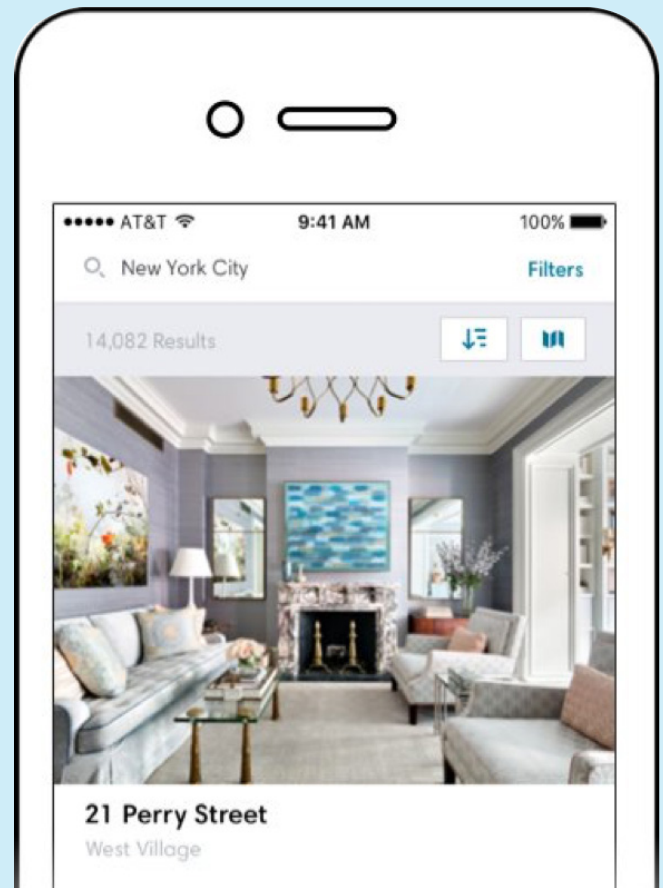 AT&T 9:41 AM 100%
New York City Filters
14,082 Results
21 Perry Street
West Village